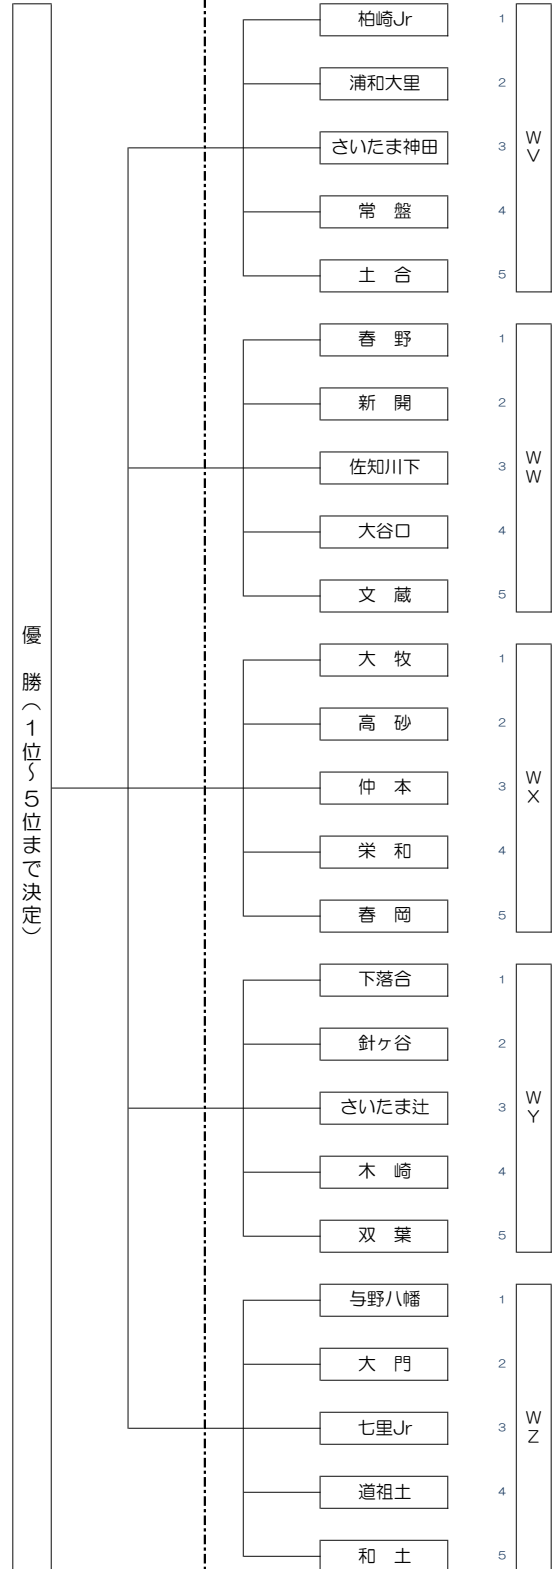 優　勝（１位～５位まで決定）
柏崎Jr 1
浦和大里 2
さいたま神田 3
常　盤 4
土　合 5
WV
春　野 1
新　開 2
佐知川下 3
大谷口 4
文　蔵 5
WW
大　牧 1
高　砂 2
仲　本 3
栄　和 4
春　岡 5
WX
下落合 1
針ヶ谷 2
さいたま辻 3
木　崎 4
双　葉 5
WY
与野八幡 1
大　門 2
七里Jr 3
道祖土 4
和　土 5
WZ